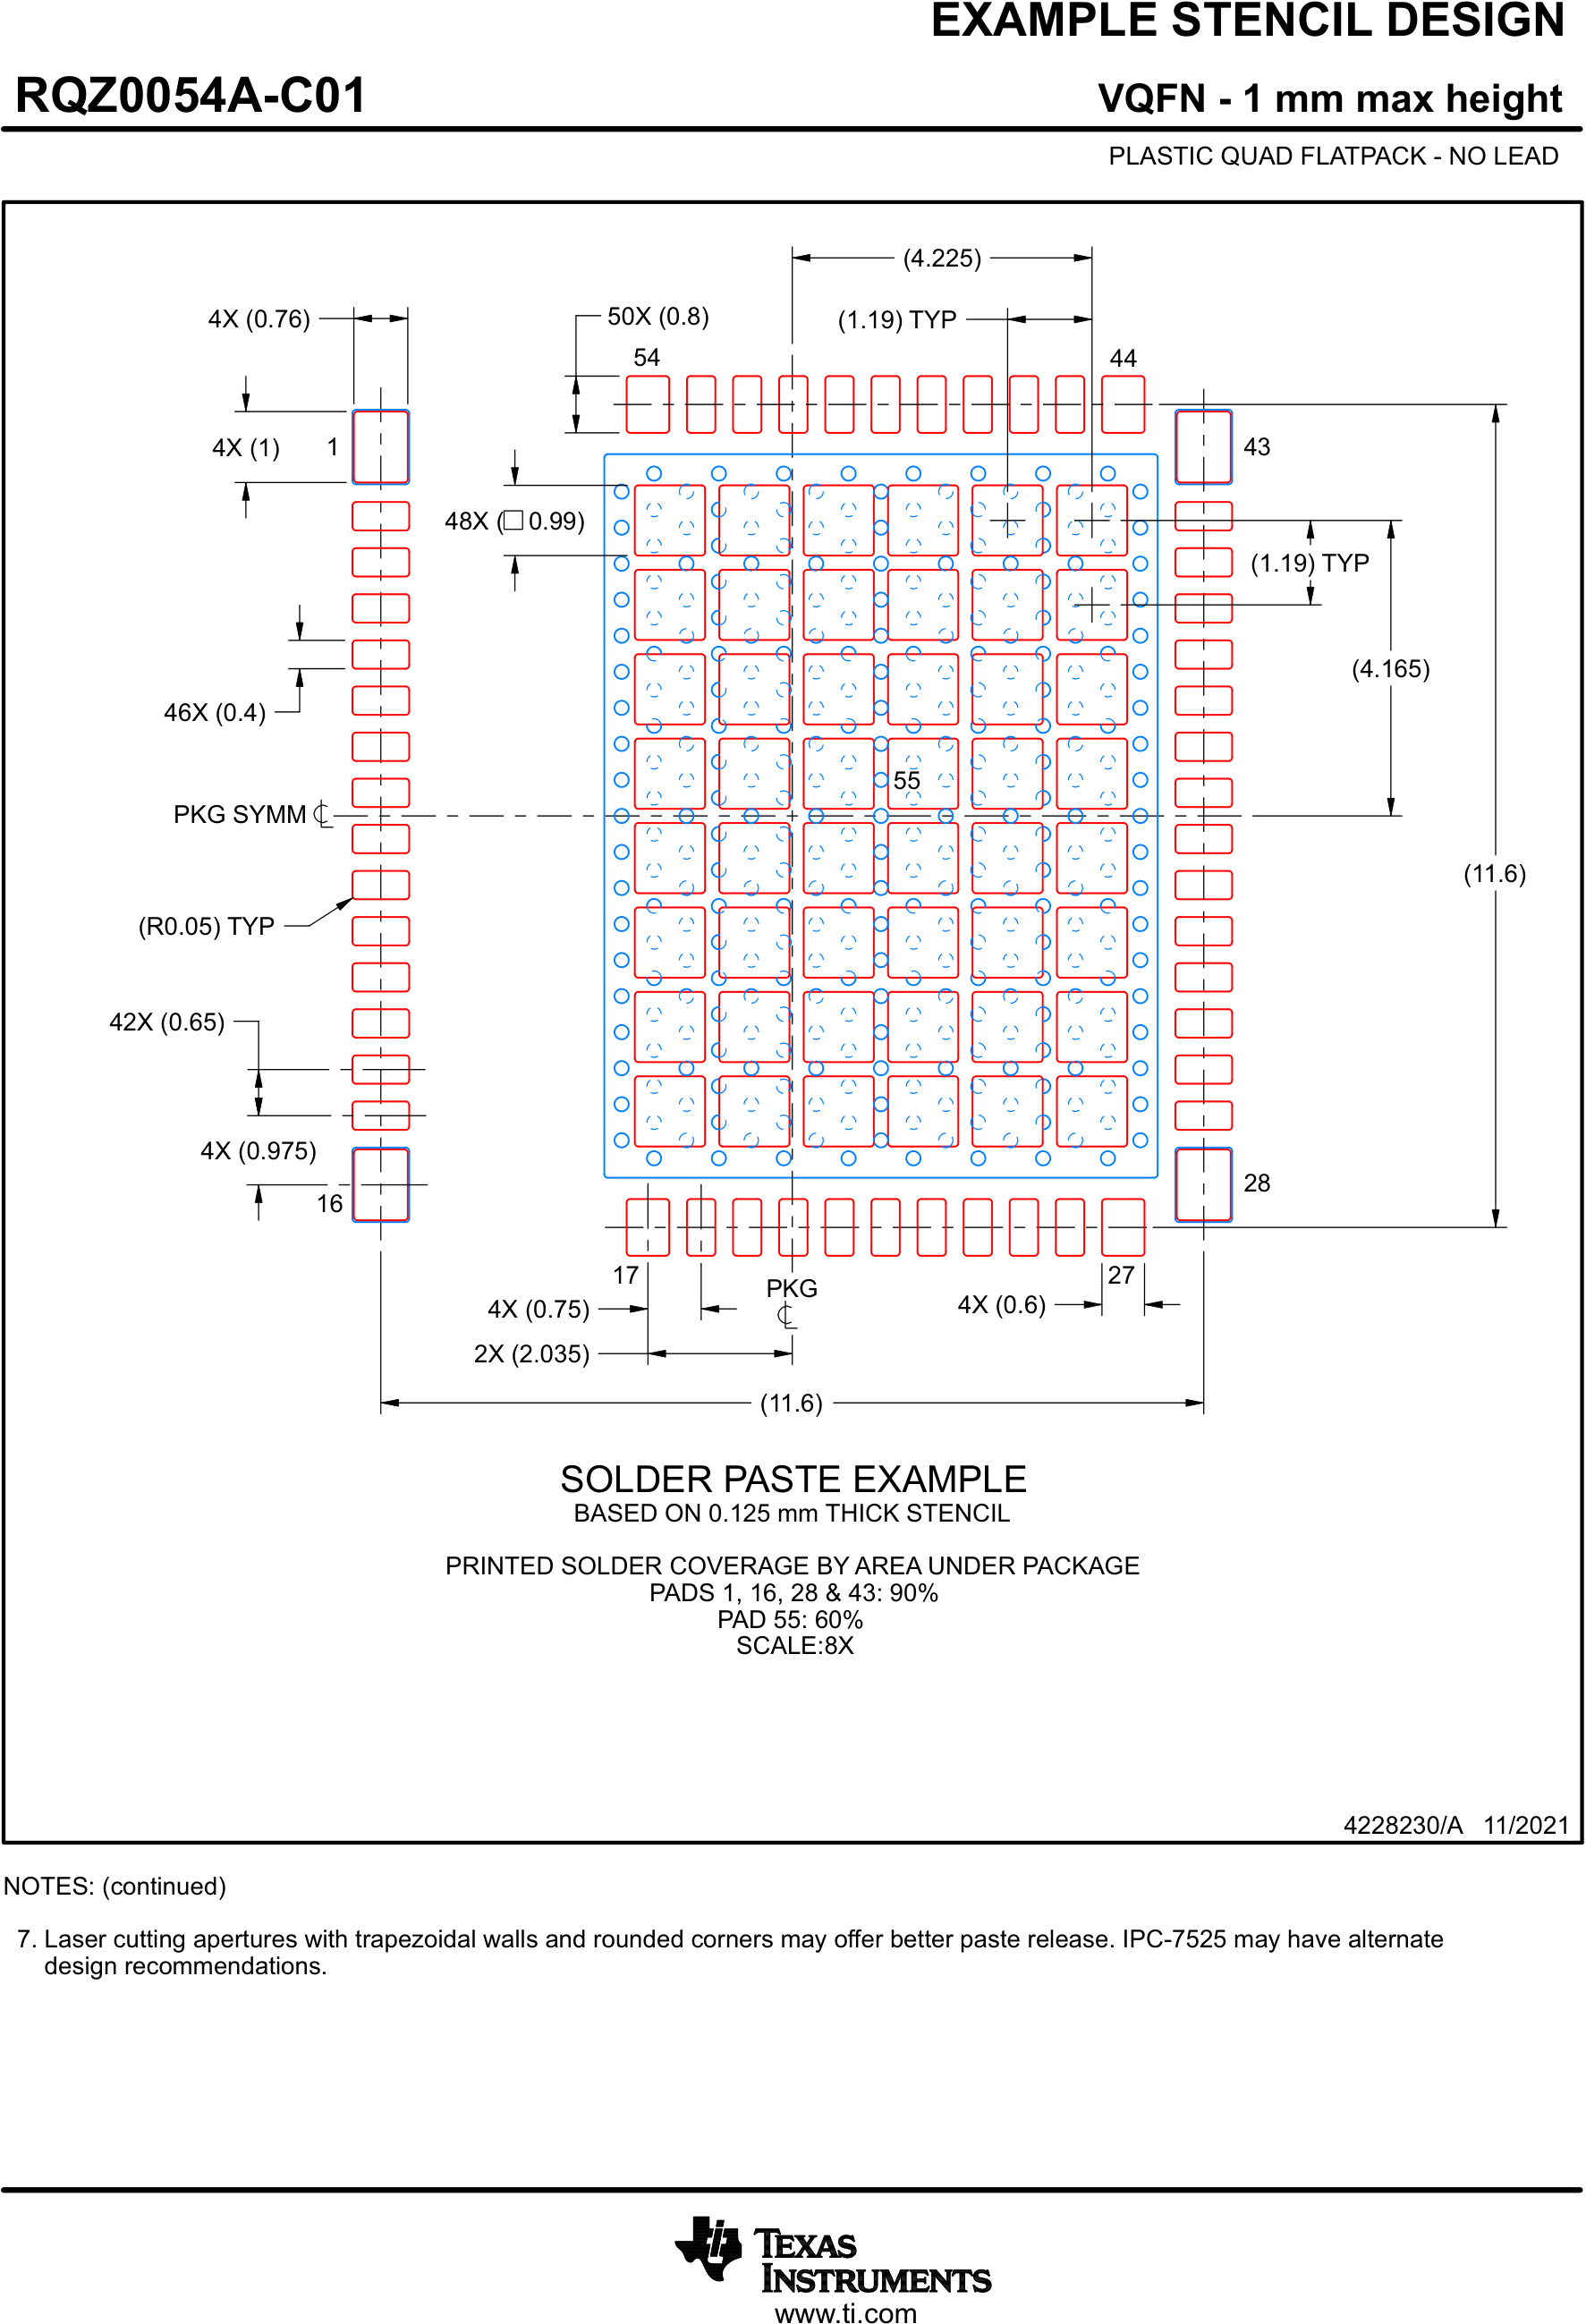 EXAMPLE STENCIL DESIGN
RQZ0054A-C01
VQFN - 1 mm max height
PLASTIC QUAD FLATPACK - NO LEAD
(4.225)
4X (0.76)
50X (0.8)
(1.19) TYP
54
44
4X (1)
1
43
48X (□ 0.99)
(1.19) TYP
(4.165)
46X (0.4)
55
PKG SYMM ℄
(11.6)
(R0.05) TYP
42X (0.65)
4X (0.975)
16
28
17
27
PKG
℄
4X (0.75)
4X (0.6)
2X (2.035)
(11.6)
SOLDER PASTE EXAMPLE
BASED ON 0.125 mm THICK STENCIL
PRINTED SOLDER COVERAGE BY AREA UNDER PACKAGE
PADS 1, 16, 28 & 43: 90%
PAD 55: 60%
SCALE:8X
4228230/A 11/2021
NOTES: (continued)
7. Laser cutting apertures with trapezoidal walls and rounded corners may offer better paste release. IPC-7525 may have alternate
design recommendations.
TEXAS
INSTRUMENTS
www.ti.com